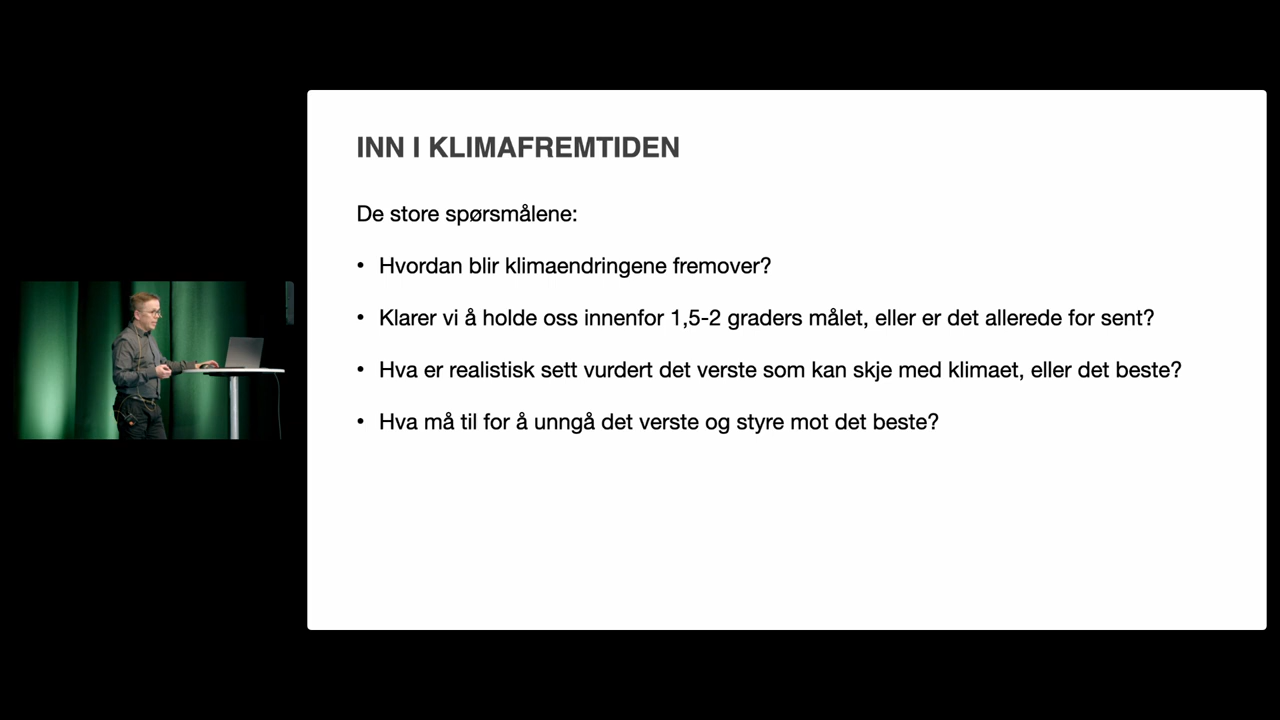 INN I KLIMAFREMTIDEN
De store spørsmålene:
• Hvordan blir klimaendringene fremover?
• Klarer vi å holde oss innenfor 1,5-2 graders målet, eller er det allerede for sent?
• Hva er realistisk sett vurdert det verste som kan skje med klimaet, eller det beste?
• Hva må til for å unngå det verste og styre mot det beste?